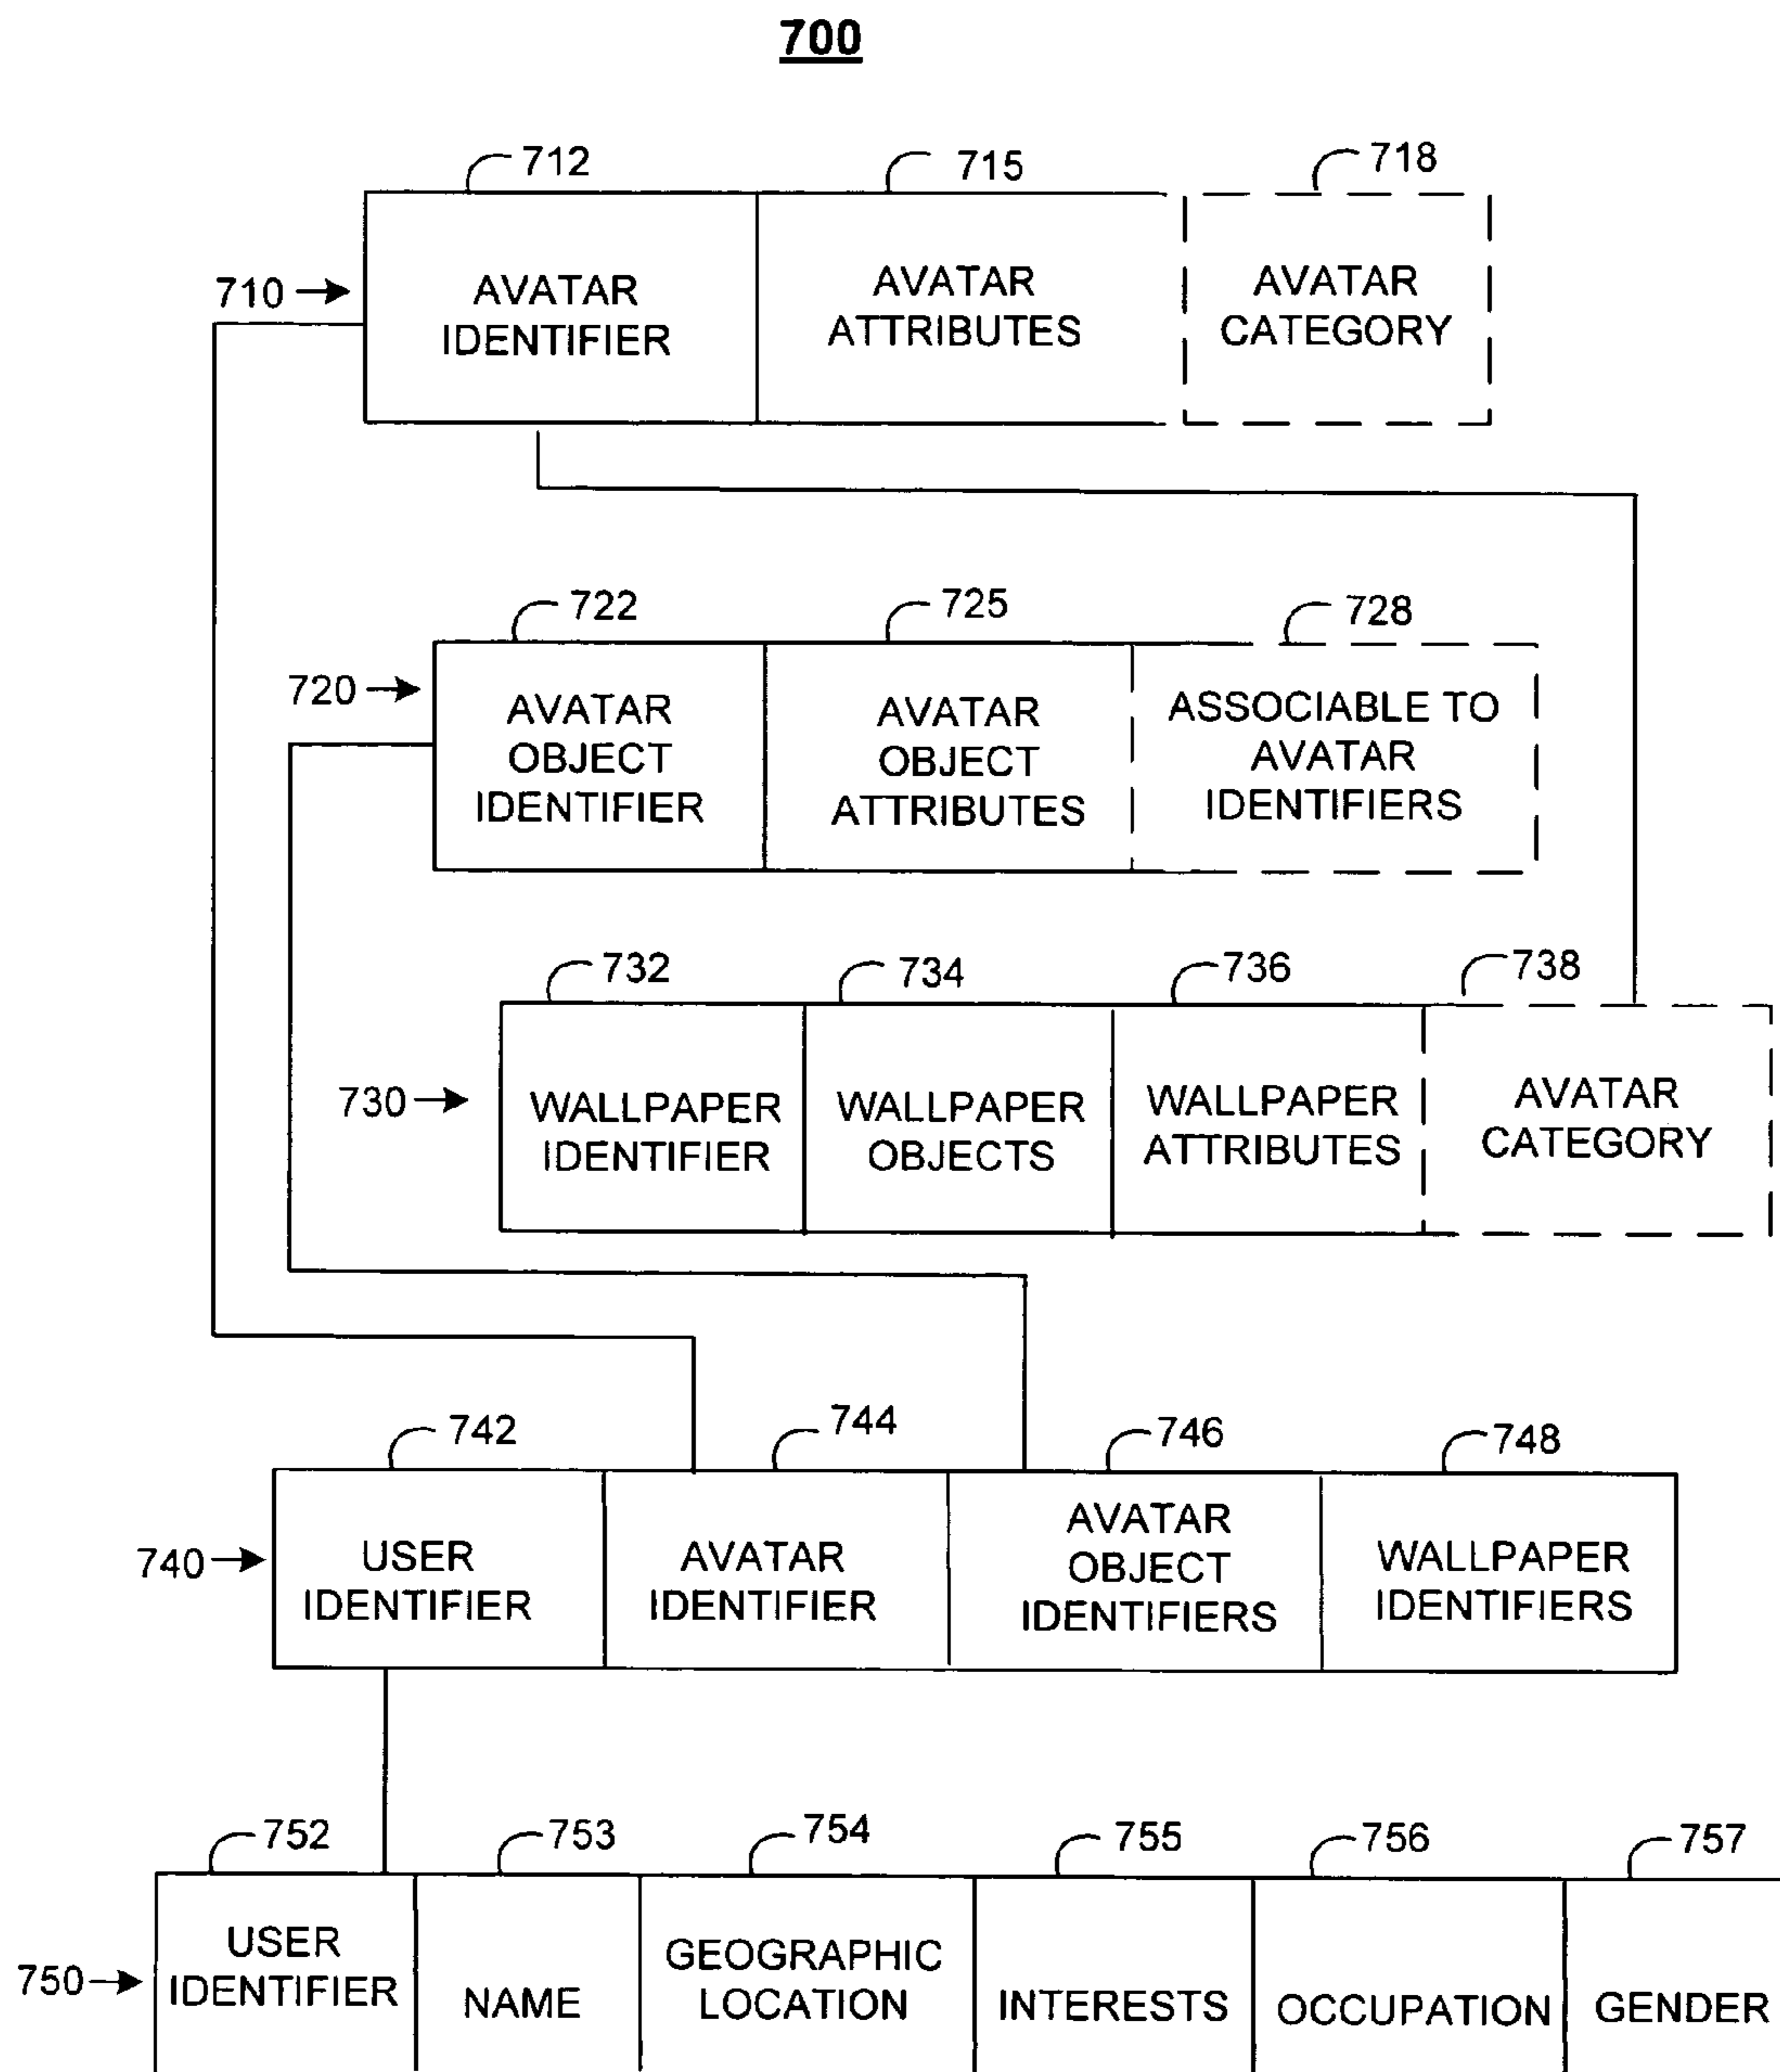 700
712
715
718
710
AVATAR
IDENTIFIER
AVATAR
ATTRIBUTES
AVATAR
CATEGORY
722
725
728
720
AVATAR
OBJECT
IDENTIFIER
AVATAR
OBJECT
ATTRIBUTES
ASSOCIABLE TO
AVATAR
IDENTIFIERS
732
734
736
738
730
WALLPAPER
IDENTIFIER
WALLPAPER
OBJECTS
WALLPAPER
ATTRIBUTES
AVATAR
CATEGORY
742
744
746
748
740
USER
IDENTIFIER
AVATAR
IDENTIFIER
AVATAR
OBJECT
IDENTIFIERS
WALLPAPER
IDENTIFIERS
752
753
754
755
756
757
750
USER
IDENTIFIER
NAME
GEOGRAPHIC
LOCATION
INTERESTS
OCCUPATION
GENDER